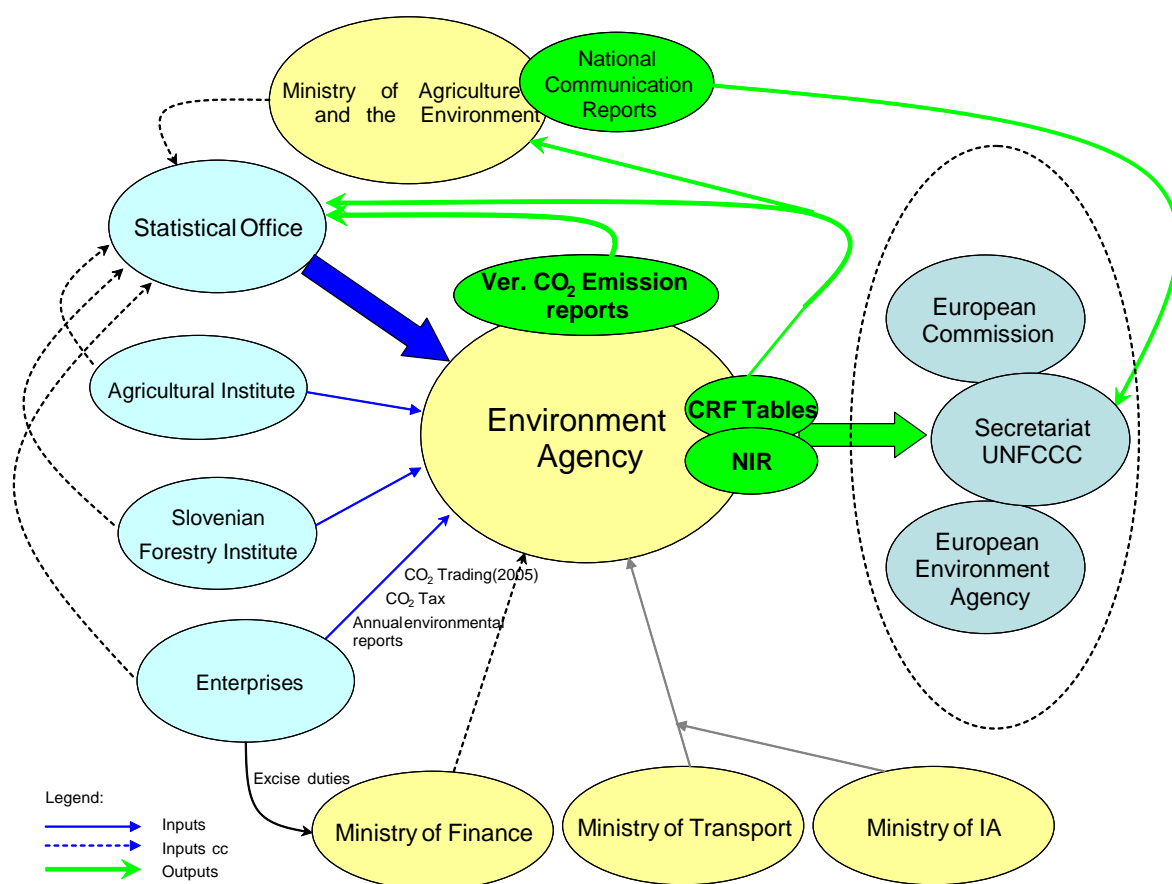 National
Communication
Reports
Ministry of Agriculture
and the Environment
Statistical Office
Ver. CO₂ Emission
reports
European
Commission
Agricultural Institute
Environment
Agency
CRF Tables
NIR
Secretariat
UNFCCC
Slovenian
Forestry Institute
European
Environment
Agency
CO₂ Trading(2005)
CO₂ Tax
Annual environmental
reports
Enterprises
Excise duties
Ministry of Finance
Ministry of Transport
Ministry of IA
Legend:
Inputs
Inputs cc
Outputs